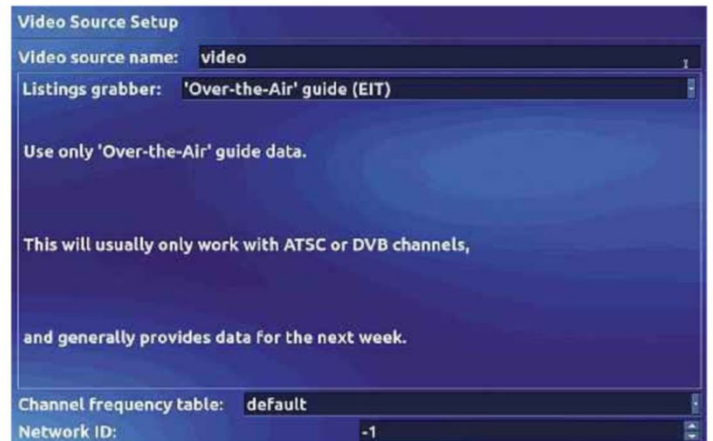 Video Source Setup
Video source name: video
Listings grabber: 'Over-the-Air' guide (EIT)
Use only 'Over-the-Air' guide data.
This will usually only work with ATSC or DVB channels,
and generally provides data for the next week.
Channel frequency table: default
Network ID: -1